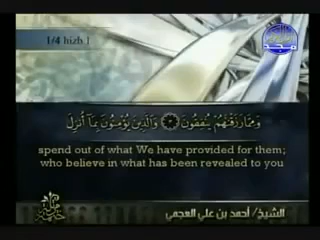 1/4 hizb 1
وَمِمَّا رَزَقْنَٰهُمْ يُنفِقُونَ ۝ وَالَّذِينَ يُؤْمِنُونَ بِمَا أُنزِلَ
spend out of what We have provided for them;
who believe in what has been revealed to you
الشيخ/ أحمد بن علي العجمي